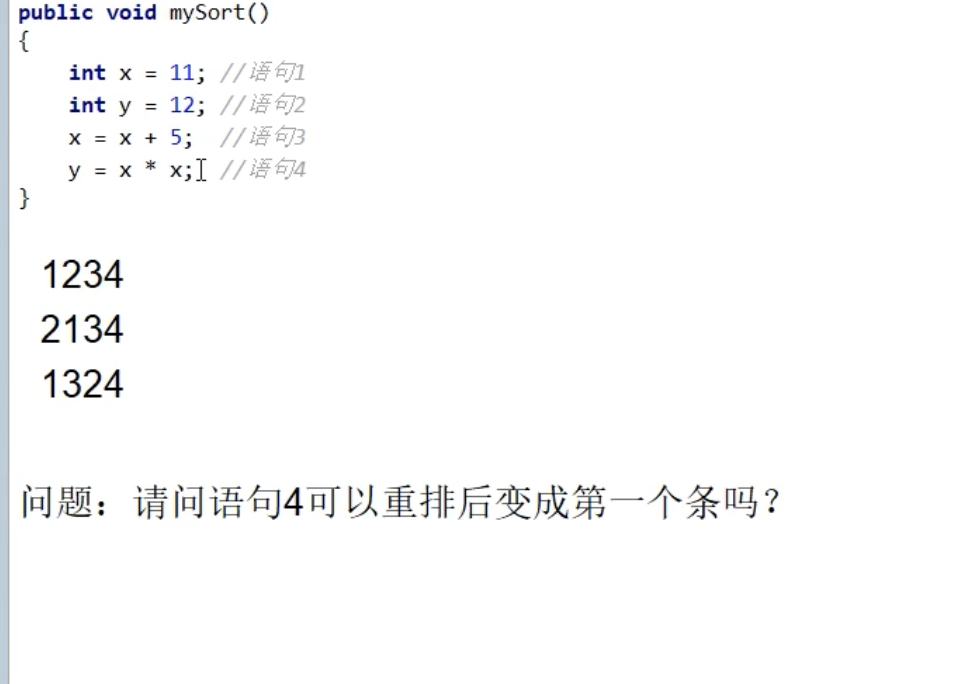 public void mySort()
{
int x = 11; //语句1
int y = 12; //语句2
x = x + 5; //语句3
y = x * x; //语句4
}
1234
2134
1324
问题：请问语句4可以重排后变成第一个条吗？